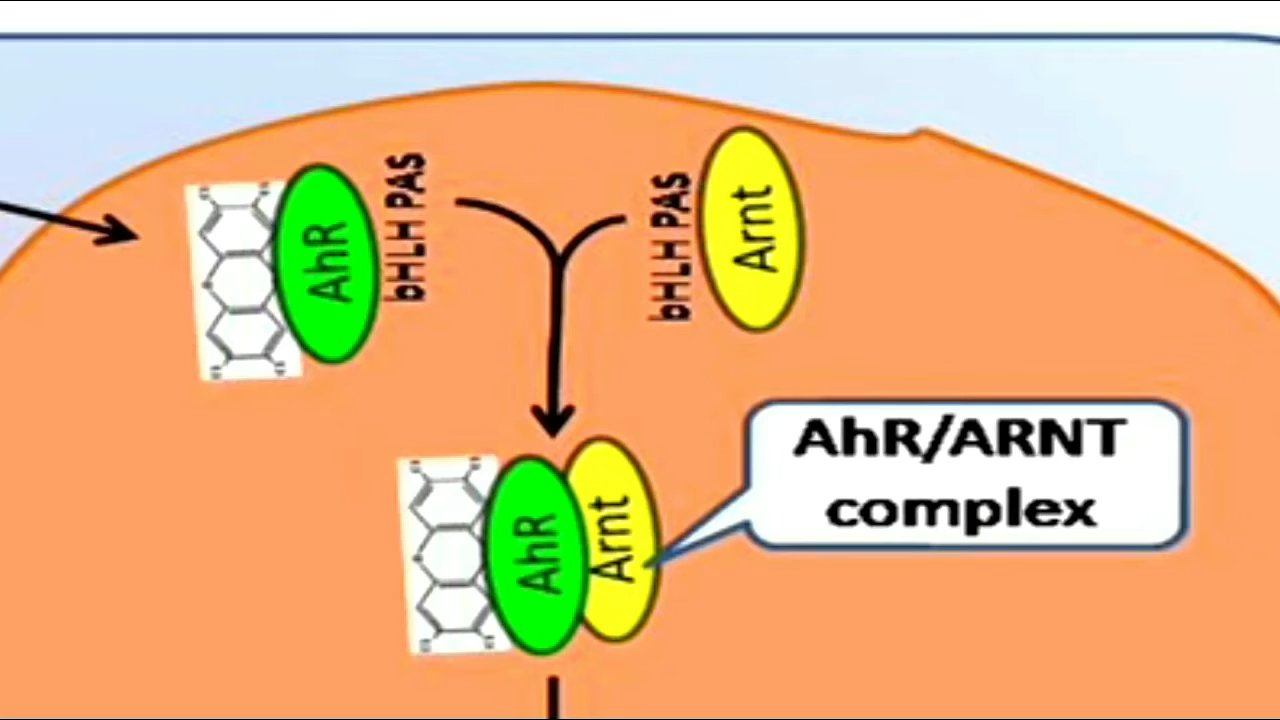 AhR
bHLH PAS
bHLH PAS
Arnt
AhR
Arnt
AhR/ARNT
complex